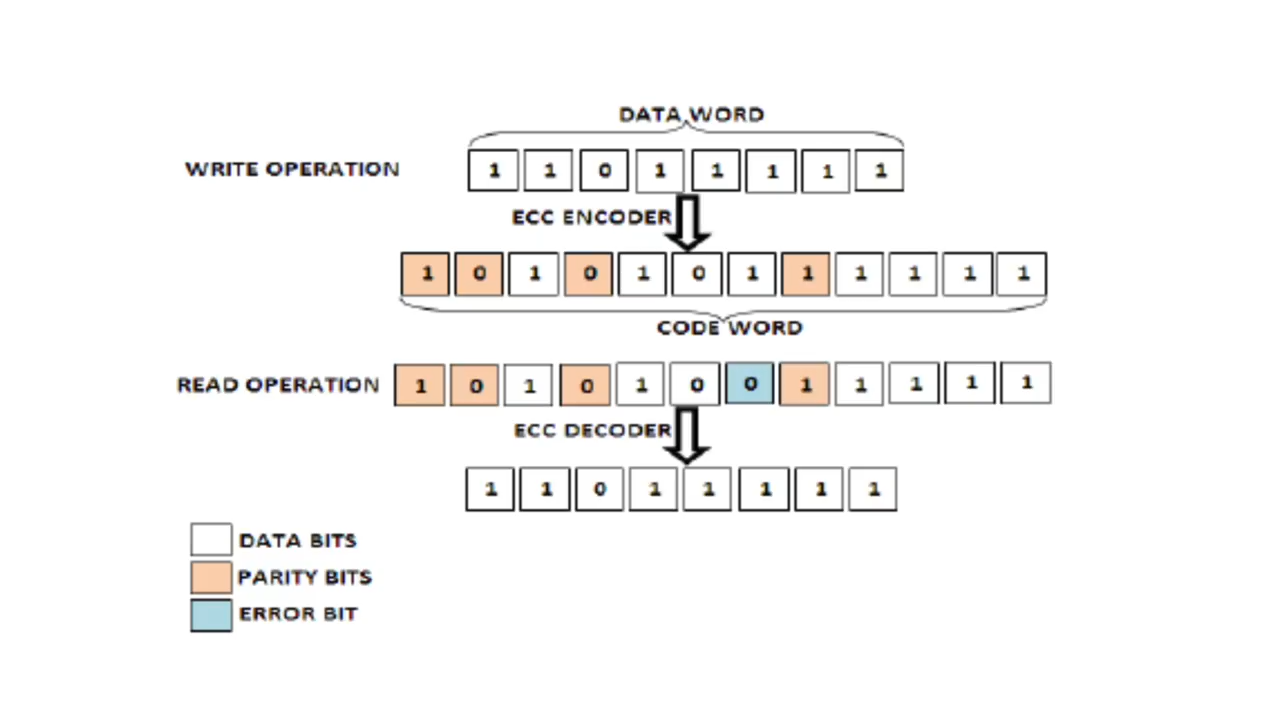 DATA WORD
WRITE OPERATION 1 1 0 1 1 1 1 1
ECC ENCODER
1 0 1 0 1 0 1 1 1 1 1 1
CODE WORD
READ OPERATION 1 0 1 0 1 0 0 1 1 1 1 1
ECC DECODER
1 1 0 1 1 1 1 1
DATA BITS
PARITY BITS
ERROR BIT